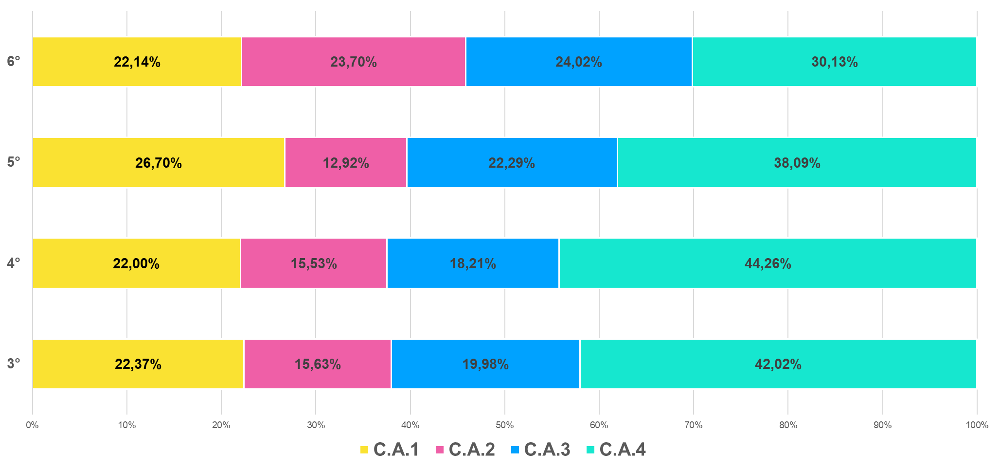 6° 22,14% 23,70% 24,02% 30,13%
5° 26,70% 12,92% 22,29% 38,09%
4° 22,00% 15,53% 18,21% 44,26%
3° 22,37% 15,63% 19,98% 42,02%
0% 10% 20% 30% 40% 50% 60% 70% 80% 90% 100%
C.A.1 C.A.2 C.A.3 C.A.4